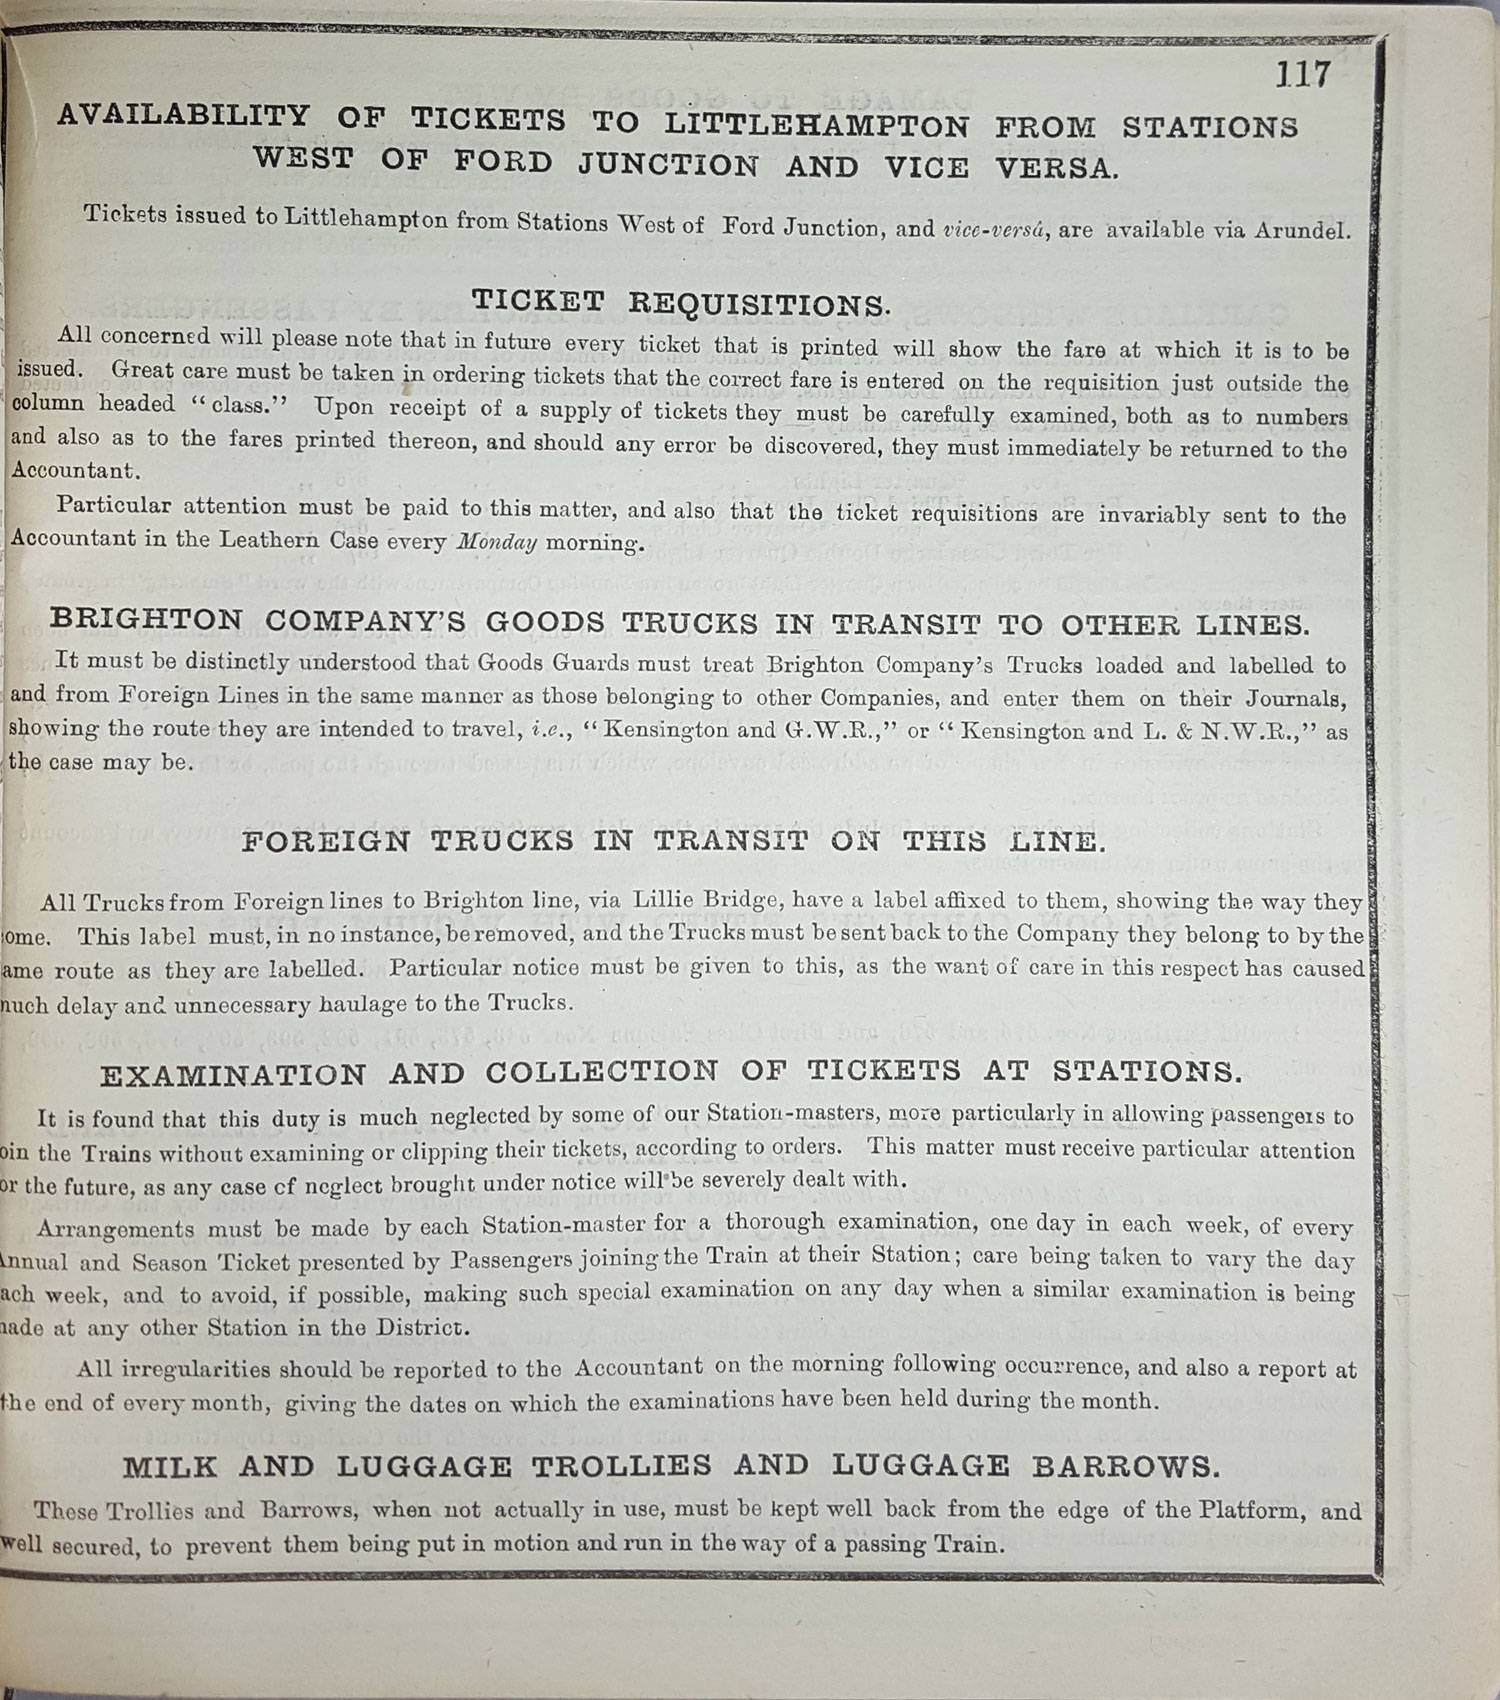 117
AVAILABILITY OF TICKETS TO LITTLEHAMPTON FROM STATIONS
WEST OF FORD JUNCTION AND VICE VERSA.
Tickets issued to Littlehampton from Stations West of Ford Junction, and vice-versâ, are available via Arundel.
TICKET REQUISITIONS.
All concerned will please note that in future every ticket that is printed will show the fare at which it is to be
issued. Great care must be taken in ordering tickets that the correct fare is entered on the requisition just outside the
column headed "class." Upon receipt of a supply of tickets they must be carefully examined, both as to numbers
and also as to the fares printed thereon, and should any error be discovered, they must immediately be returned to the
Accountant.
Particular attention must be paid to this matter, and also that the ticket requisitions are invariably sent to the
Accountant in the Leathern Case every Monday morning.
BRIGHTON COMPANY'S GOODS TRUCKS IN TRANSIT TO OTHER LINES.
It must be distinctly understood that Goods Guards must treat Brighton Company's Trucks loaded and labelled to
and from Foreign Lines in the same manner as those belonging to other Companies, and enter them on their Journals,
showing the route they are intended to travel, i.e., "Kensington and G.W.R.," or "Kensington and L. & N.W.R.," as
the case may be.
FOREIGN TRUCKS IN TRANSIT ON THIS LINE.
All Trucks from Foreign lines to Brighton line, via Lillie Bridge, have a label affixed to them, showing the way they
ome. This label must, in no instance, be removed, and the Trucks must be sent back to the Company they belong to by the
ame route as they are labelled. Particular notice must be given to this, as the want of care in this respect has caused
nuch delay and unnecessary haulage to the Trucks.
EXAMINATION AND COLLECTION OF TICKETS AT STATIONS.
It is found that this duty is much neglected by some of our Station-masters, more particularly in allowing passengers to
oin the Trains without examining or clipping their tickets, according to orders. This matter must receive particular attention
or the future, as any case of neglect brought under notice will be severely dealt with.
Arrangements must be made by each Station-master for a thorough examination, one day in each week, of every
Annual and Season Ticket presented by Passengers joining the Train at their Station; care being taken to vary the day
ach week, and to avoid, if possible, making such special examination on any day when a similar examination is being
nade at any other Station in the District.
All irregularities should be reported to the Accountant on the morning following occurrence, and also a report at
the end of every month, giving the dates on which the examinations have been held during the month.
MILK AND LUGGAGE TROLLIES AND LUGGAGE BARROWS.
These Trollies and Barrows, when not actually in use, must be kept well back from the edge of the Platform, and
well secured, to prevent them being put in motion and run in the way of a passing Train.